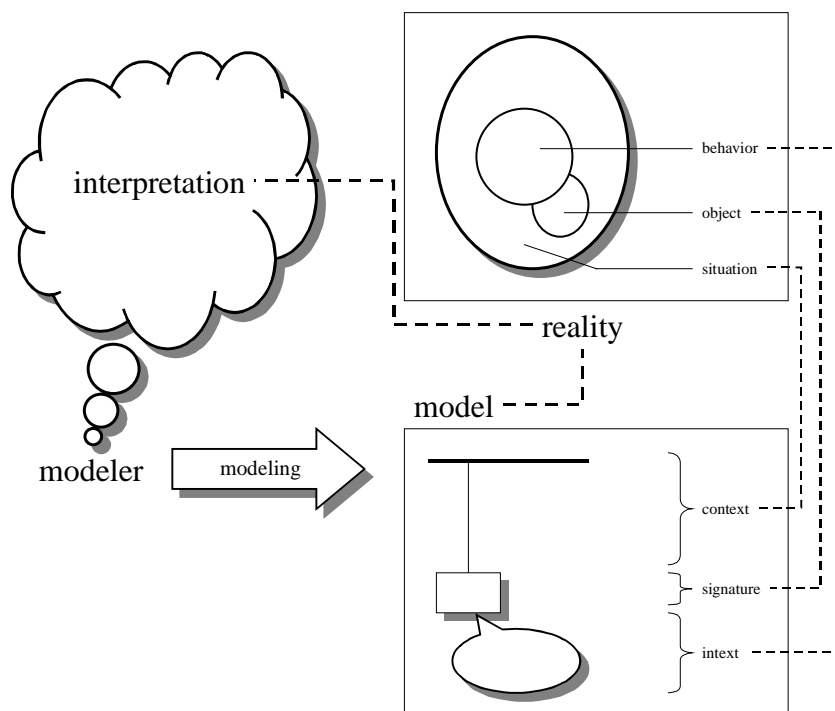 interpretation
behavior
object
situation
reality
model
modeler
modeling
context
signature
intext